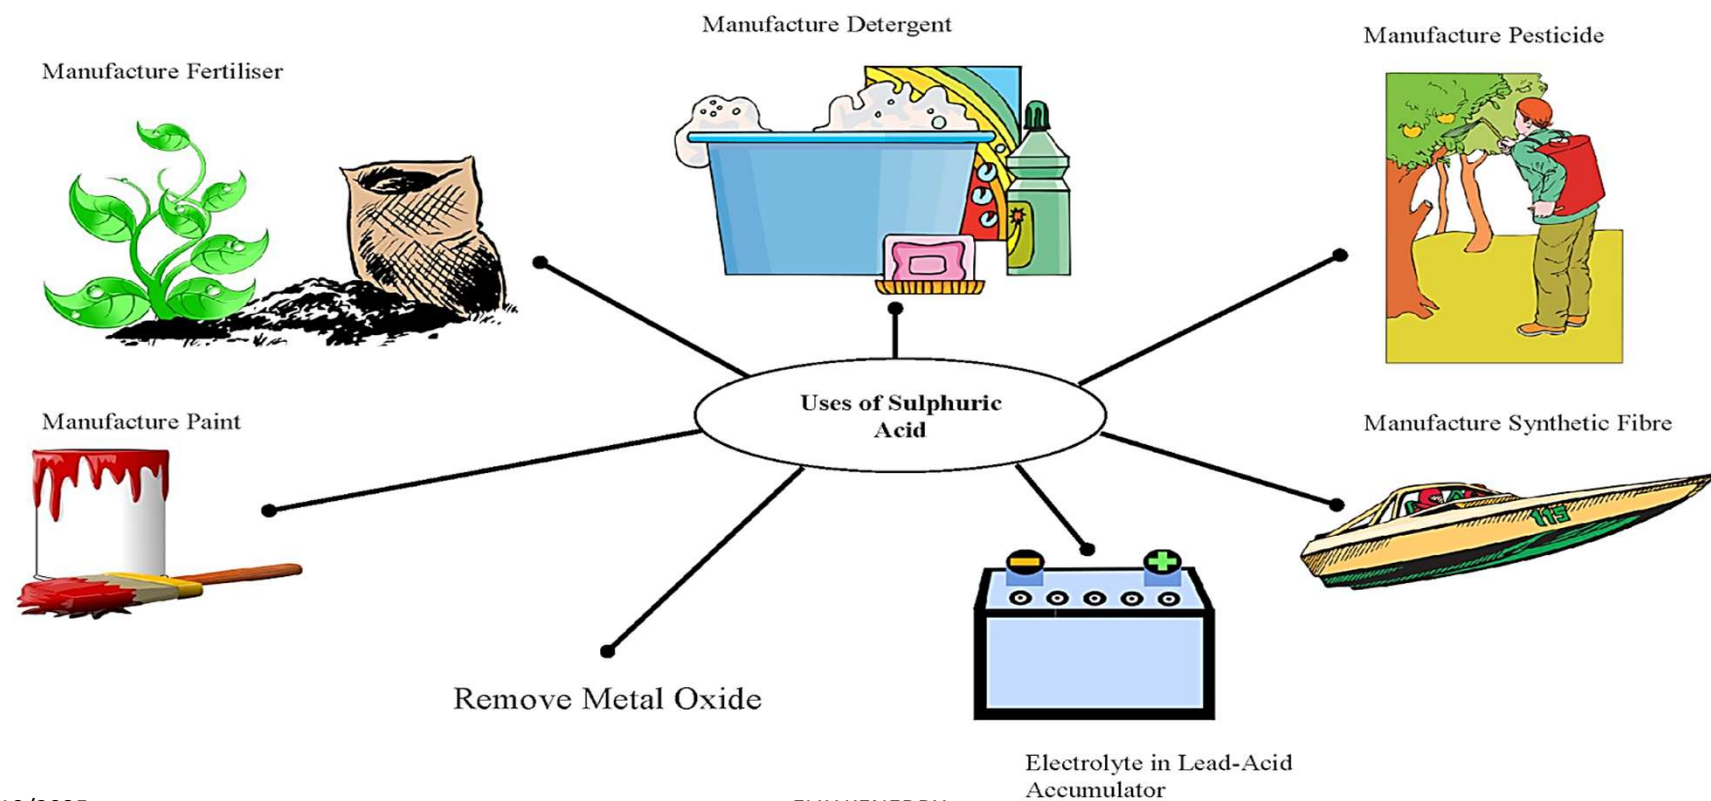 Manufacture Detergent
Manufacture Pesticide
Manufacture Fertiliser
Uses of Sulphuric
Acid
Manufacture Paint
Manufacture Synthetic Fibre
115
Remove Metal Oxide
Electrolyte in Lead-Acid
Accumulator